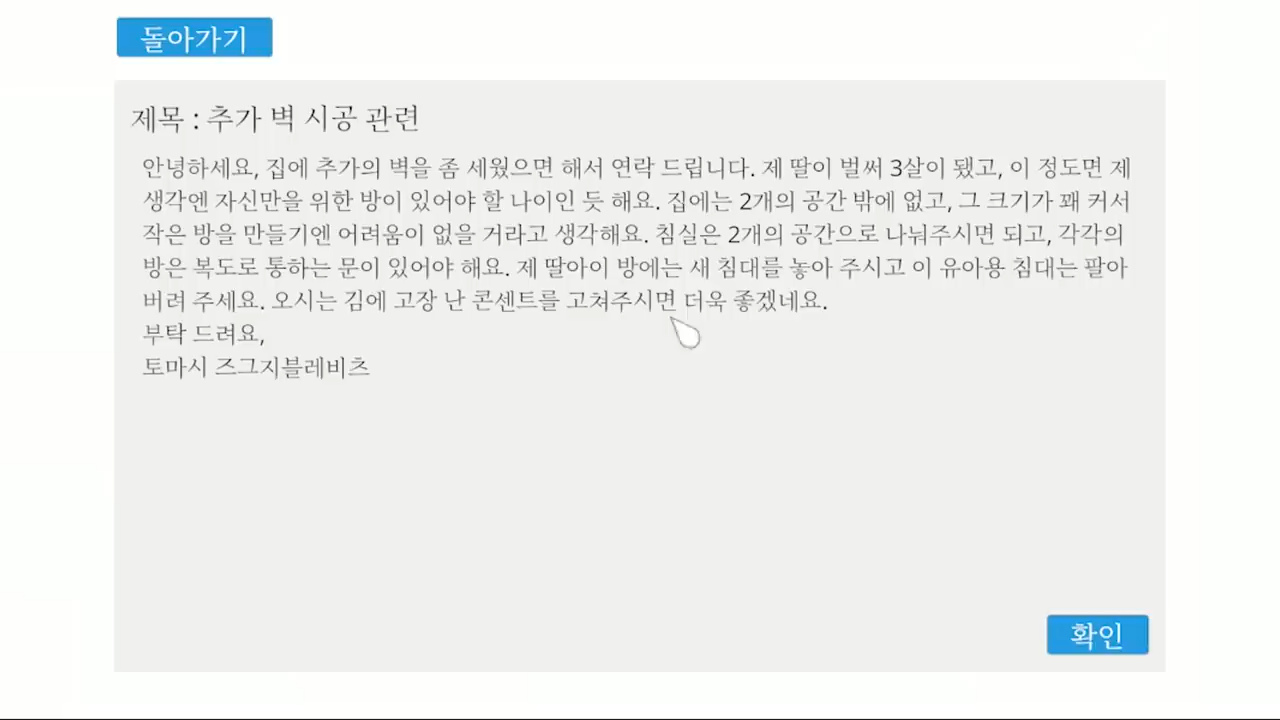 돌아가기
제목 : 추가 벽 시공 관련
안녕하세요, 집에 추가의 벽을 좀 세웠으면 해서 연락 드립니다. 제 딸이 벌써 3살이 됐고, 이 정도면 제
생각엔 자신만을 위한 방이 있어야 할 나이인 듯 해요. 집에는 2개의 공간 밖에 없고, 그 크기가 꽤 커서
작은 방을 만들기엔 어려움이 없을 거라고 생각해요. 침실은 2개의 공간으로 나눠주시면 되고, 각각의
방은 복도로 통하는 문이 있어야 해요. 제 딸아이 방에는 새 침대를 놓아 주시고 이 유아용 침대는 팔아
버려 주세요. 오시는 김에 고장 난 콘센트를 고쳐주시면 더욱 좋겠네요.
부탁 드려요,
토마시 즈그지블레비츠
확인